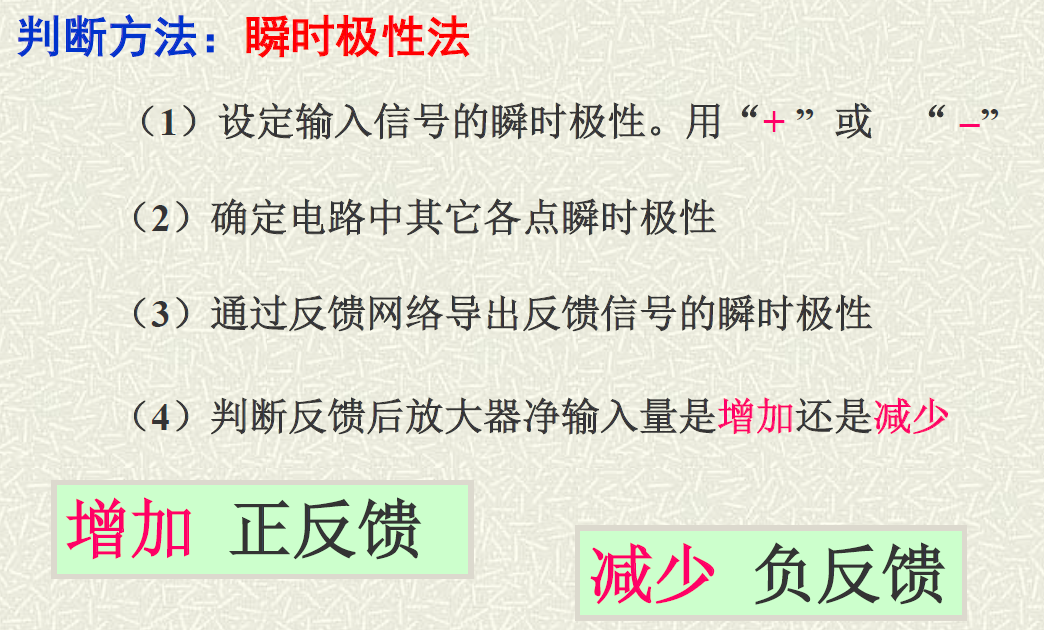 判断方法：瞬时极性法
（1）设定输入信号的瞬时极性。用“+”或 “–”
（2）确定电路中其它各点瞬时极性
（3）通过反馈网络导出反馈信号的瞬时极性
（4）判断反馈后放大器净输入量是增加还是减少
增加 正反馈
减少 负反馈